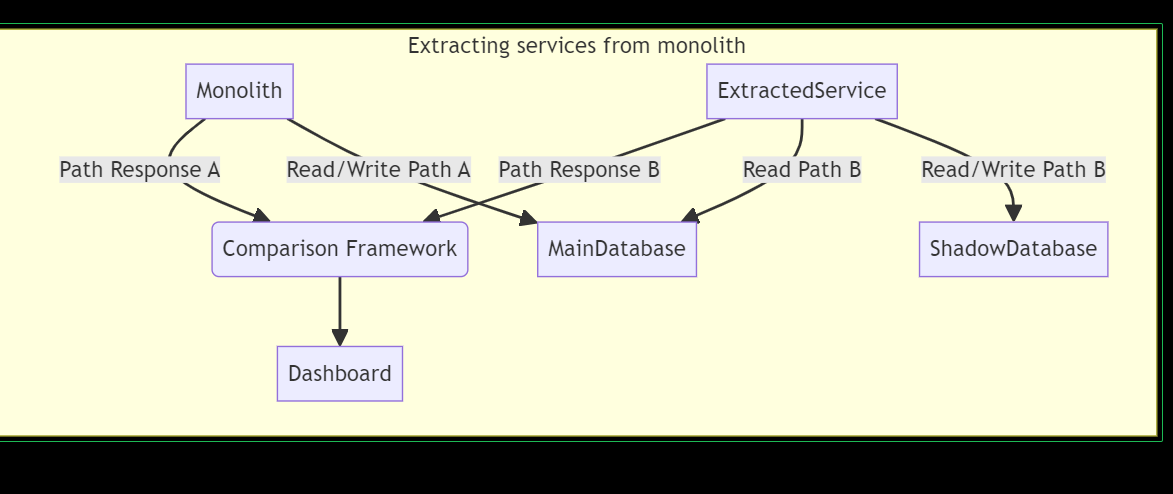 Extracting services from monolith
Monolith
ExtractedService
Path Response A
Read/Write Path A
Path Response B
Read Path B
Read/Write Path B
Comparison Framework
MainDatabase
ShadowDatabase
Dashboard